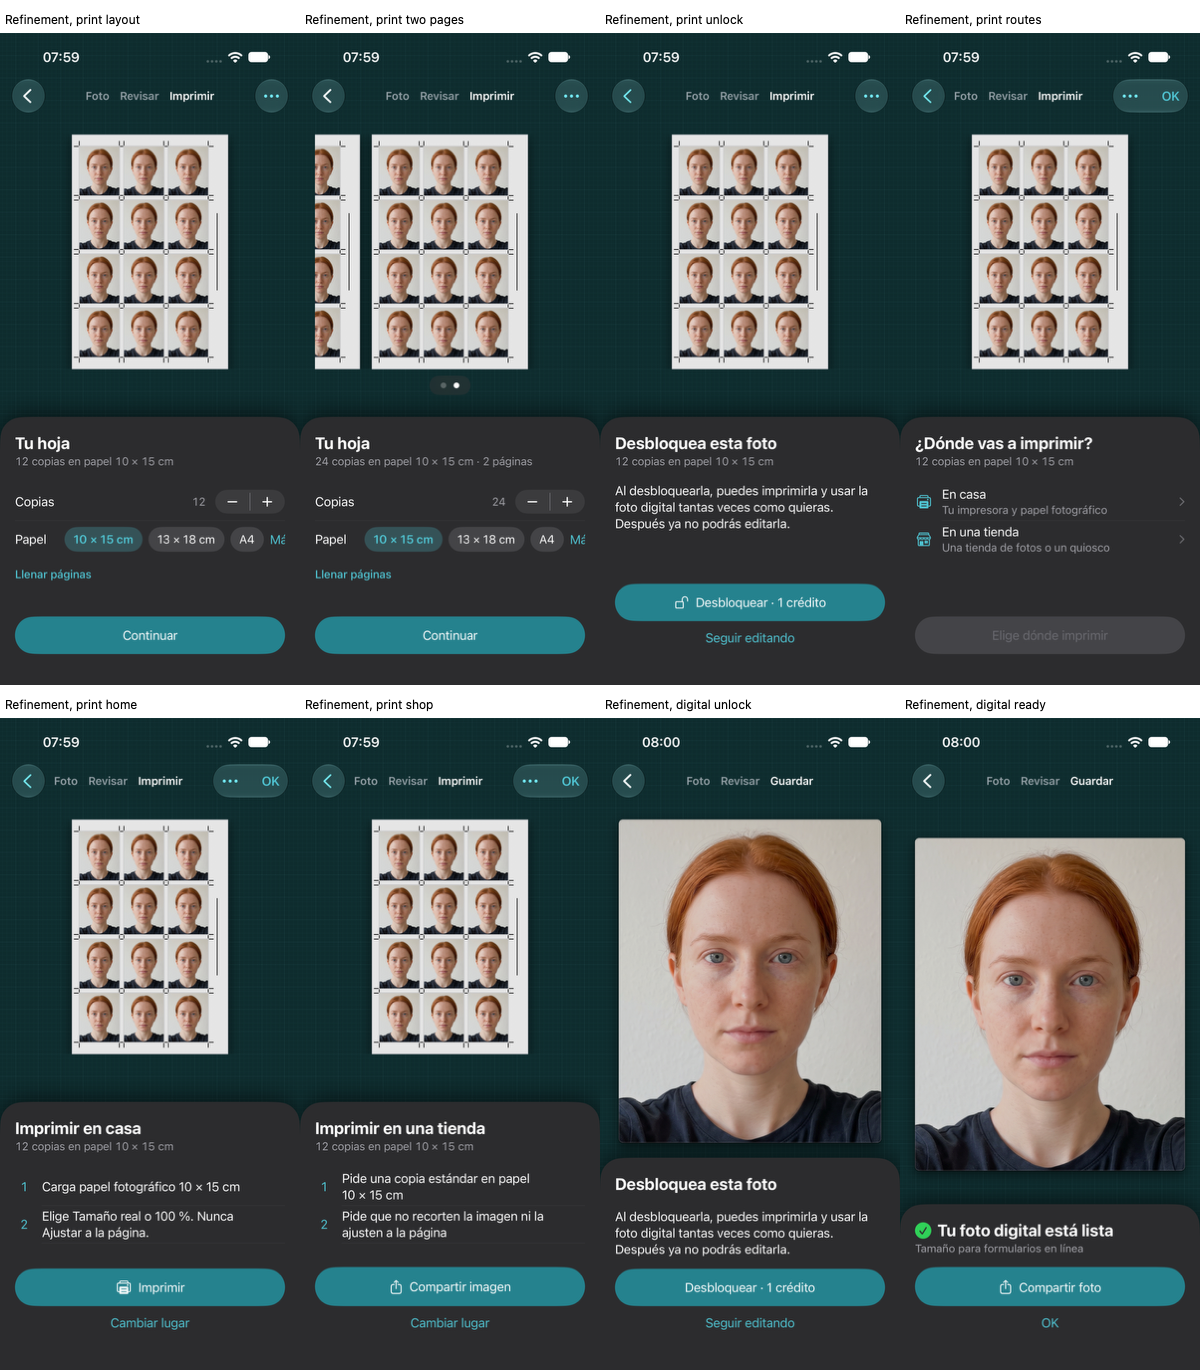 Refinement, print layout
07:59
Foto Revisar Imprimir
Tu hoja
12 copias en papel 10 × 15 cm
Copias 12 − +
Papel 10 × 15 cm 13 × 18 cm A4 Má
Llenar páginas
Continuar
Refinement, print two pages
07:59
Foto Revisar Imprimir
Tu hoja
24 copias en papel 10 × 15 cm · 2 páginas
Copias 24 − +
Papel 10 × 15 cm 13 × 18 cm A4 Má
Llenar páginas
Continuar
Refinement, print unlock
07:59
Foto Revisar Imprimir
Desbloquea esta foto
12 copias en papel 10 × 15 cm
Al desbloquearla, puedes imprimirla y usar la
foto digital tantas veces como quieras.
Después ya no podrás editarla.
Desbloquear · 1 crédito
Seguir editando
Refinement, print routes
07:59
Foto Revisar Imprimir OK
¿Dónde vas a imprimir?
12 copias en papel 10 × 15 cm
En casa
Tu impresora y papel fotográfico
En una tienda
Una tienda de fotos o un quiosco
Elige dónde imprimir
Refinement, print home
07:59
Foto Revisar Imprimir OK
Imprimir en casa
12 copias en papel 10 × 15 cm
1 Carga papel fotográfico 10 × 15 cm
2 Elige Tamaño real o 100 %. Nunca
Ajustar a la página.
Imprimir
Cambiar lugar
Refinement, print shop
07:59
Foto Revisar Imprimir OK
Imprimir en una tienda
12 copias en papel 10 × 15 cm
1 Pide una copia estándar en papel
10 × 15 cm
2 Pide que no recorten la imagen ni la
ajusten a la página
Compartir imagen
Cambiar lugar
Refinement, digital unlock
08:00
Foto Revisar Guardar
Desbloquea esta foto
Al desbloquearla, puedes imprimirla y usar la
foto digital tantas veces como quieras.
Después ya no podrás editarla.
Desbloquear · 1 crédito
Seguir editando
Refinement, digital ready
08:00
Foto Revisar Guardar
Tu foto digital está lista
Tamaño para formularios en línea
Compartir foto
OK